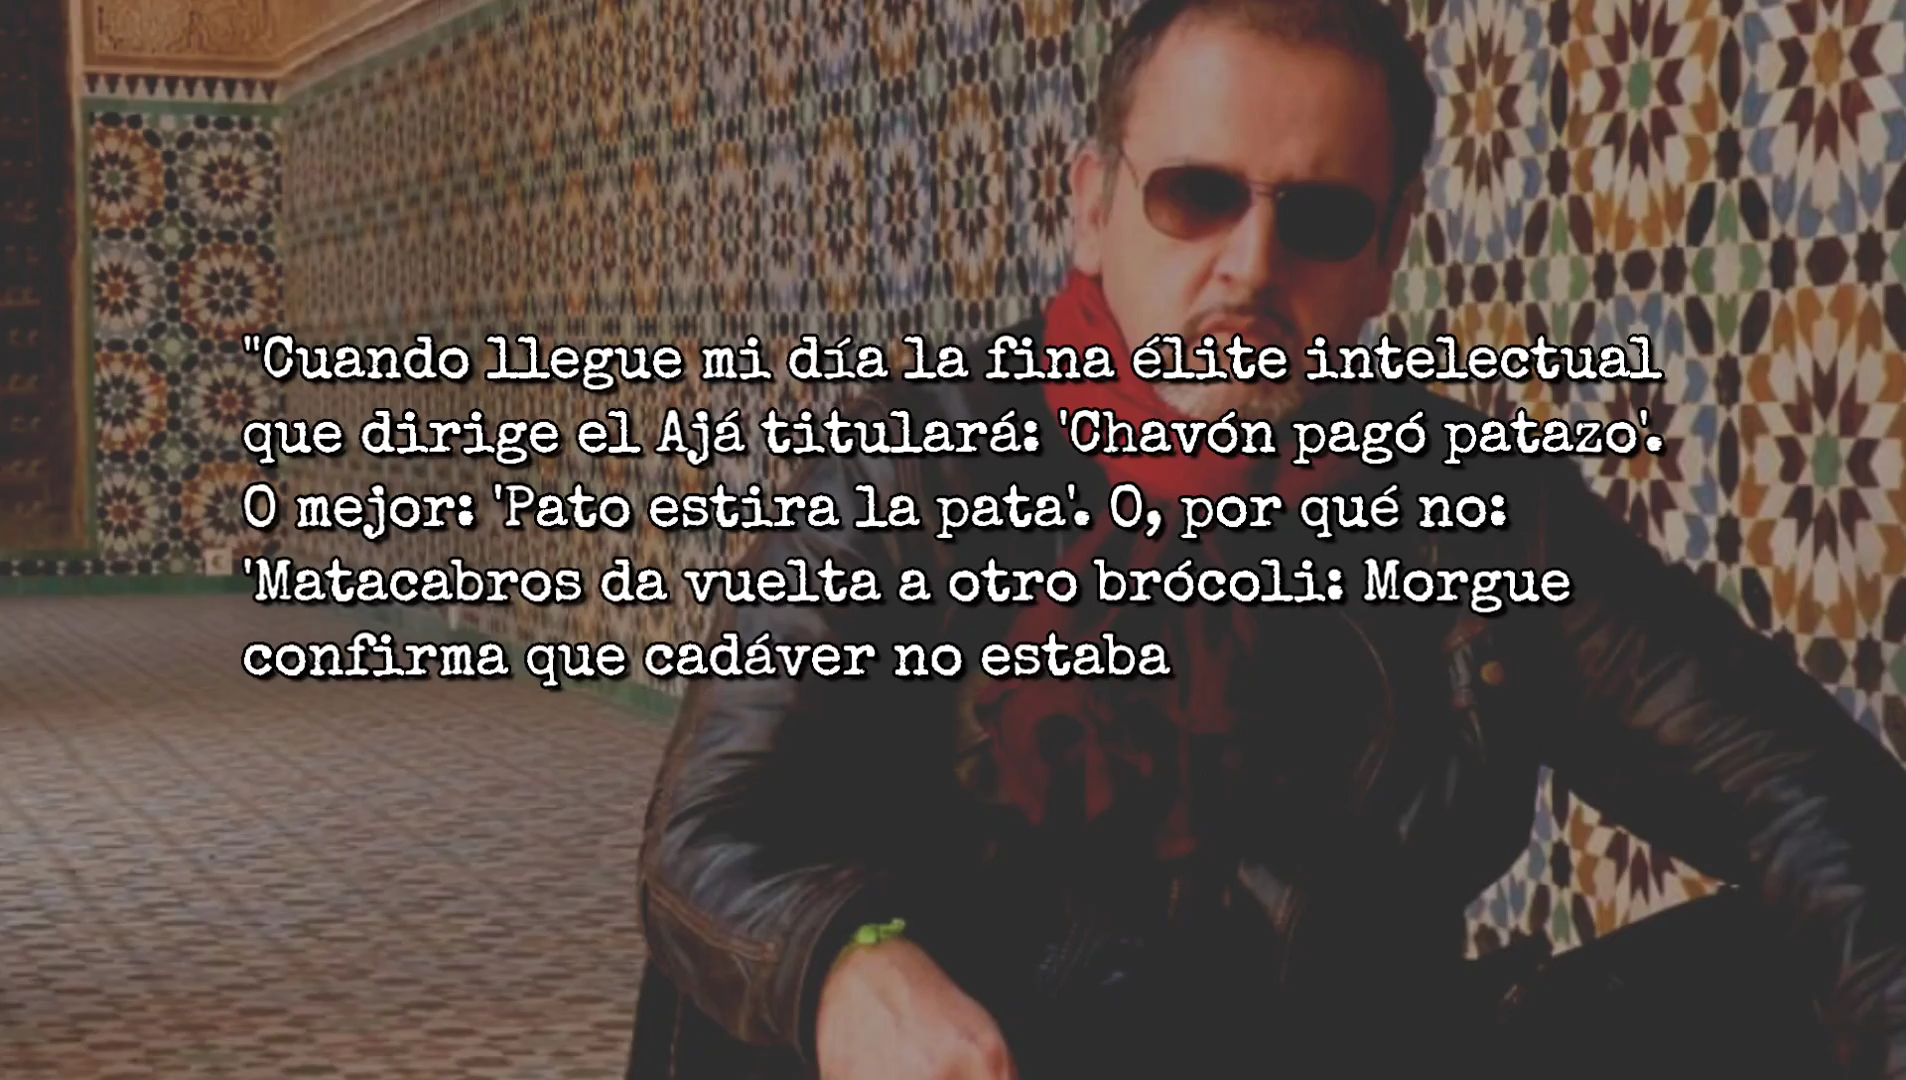 "Cuando llegue mi día la fina élite intelectual
que dirige el Ajá titulará: 'Chavón pagó patazo'.
O mejor: 'Pato estira la pata'. O, por qué no:
'Matacabros da vuelta a otro brócoli: Morgue
confirma que cadáver no estaba